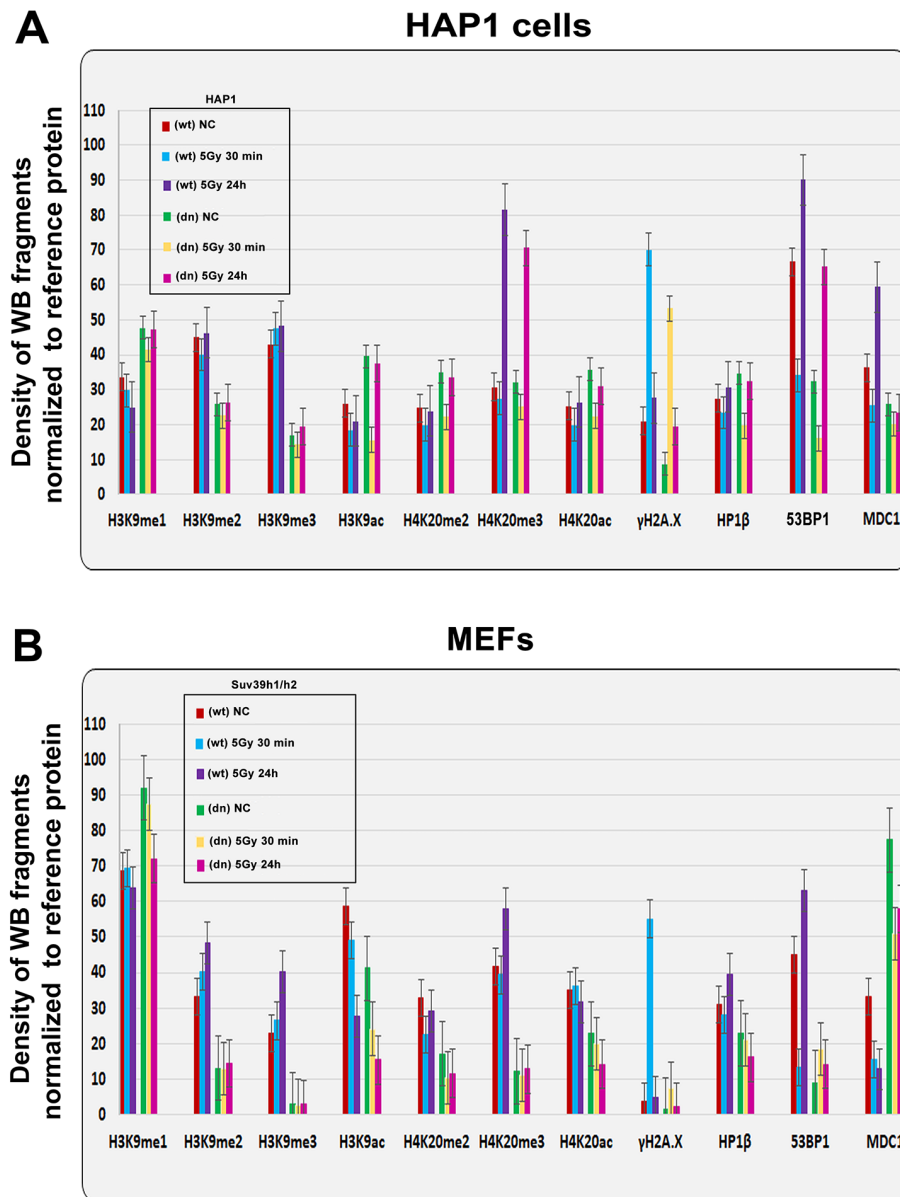 A
HAP1 cells
Density of WB fragments
normalized to reference protein
110
100
90
80
70
60
50
40
30
20
10
0
HAP1
(wt) NC
(wt) 5Gy 30 min
(wt) 5Gy 24h
(dn) NC
(dn) 5Gy 30 min
(dn) 5Gy 24h
H3K9me1 H3K9me2 H3K9me3 H3K9ac H4K20me2 H4K20me3 H4K20ac γH2A.X HP1β 53BP1 MDC1
B
MEFs
Density of WB fragments
normalized to reference protein
110
100
90
80
70
60
50
40
30
20
10
0
Suv39h1/h2
(wt) NC
(wt) 5Gy 30 min
(wt) 5Gy 24h
(dn) NC
(dn) 5Gy 30 min
(dn) 5Gy 24h
H3K9me1 H3K9me2 H3K9me3 H3K9ac H4K20me2 H4K20me3 H4K20ac γH2A.X HP1β 53BP1 MDC1